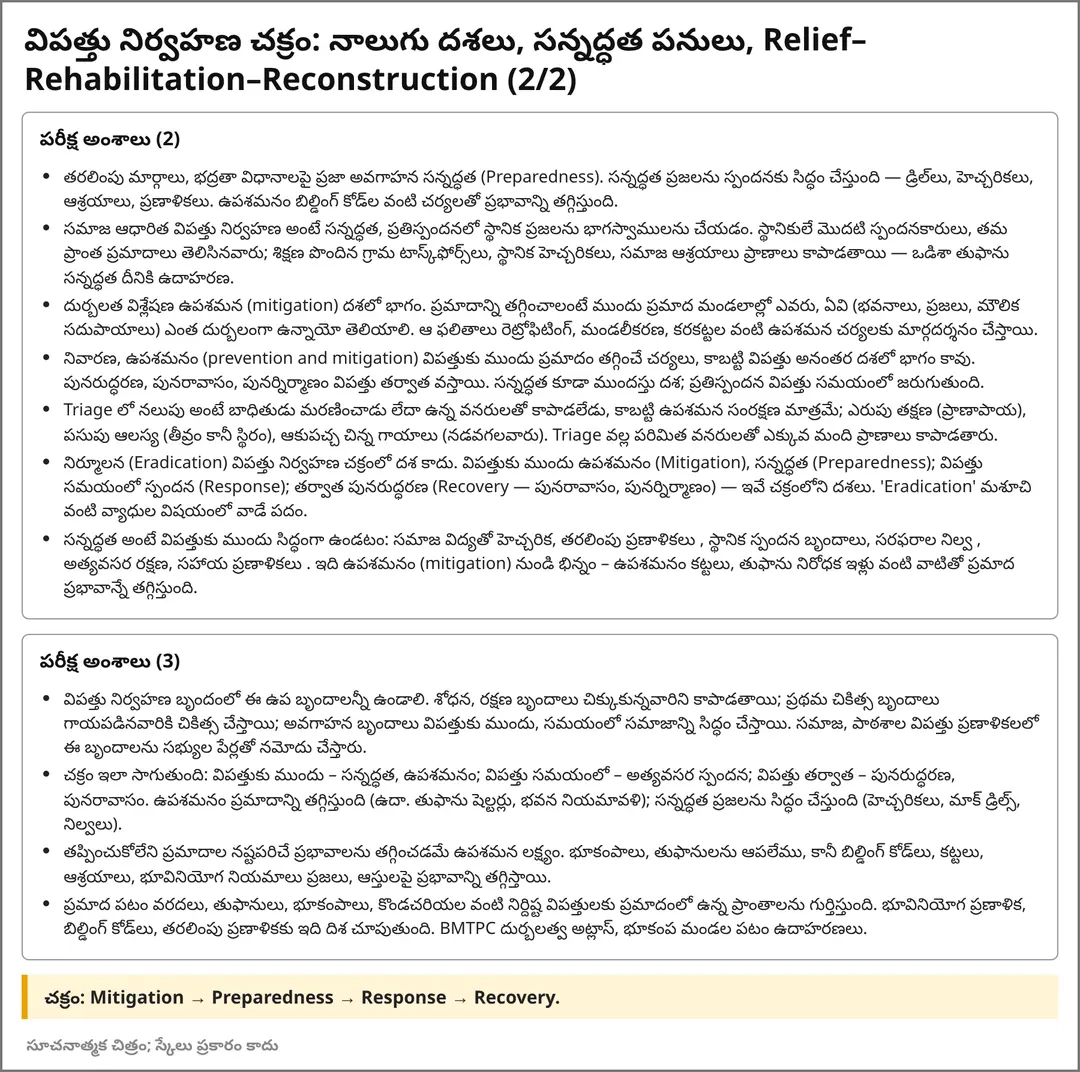 విపత్తు నిర్వహణ చక్రం: నాలుగు దశలు, సన్నద్ధత పనులు, Relief–
Rehabilitation–Reconstruction (2/2)
పరీక్ష అంశాలు (2)
• తరలింపు మార్గాలు, భద్రతా విధానాలపై ప్రజా అవగాహన సన్నద్ధత (Preparedness). సన్నద్ధత ప్రజలను స్పందనకు సిద్ధం చేస్తుంది — డ్రిల్‌లు, హెచ్చరికలు,
ఆశ్రయాలు, ప్రణాళికలు. ఉపశమనం బిల్డింగ్ కోడ్‌ల వంటి చర్యలతో ప్రభావాన్ని తగ్గిస్తుంది.
• సమాజ ఆధారిత విపత్తు నిర్వహణ అంటే సన్నద్ధత, ప్రతిస్పందనలో స్థానిక ప్రజలను భాగస్వాములను చేయడం. స్థానికులే మొదటి స్పందనకారులు, తమ
ప్రాంత ప్రమాదాలు తెలిసినవారు; శిక్షణ పొందిన గ్రామ టాస్క్‌ఫోర్స్‌లు, స్థానిక హెచ్చరికలు, సమాజ ఆశ్రయాలు ప్రాణాలు కాపాడతాయి — ఒడిశా తుఫాను
సన్నద్ధత దీనికి ఉదాహరణ.
• దుర్బలత విశ్లేషణ ఉపశమన (mitigation) దశలో భాగం. ప్రమాదాన్ని తగ్గించాలంటే ముందు ప్రమాద మండలాల్లో ఎవరు, ఏవి (భవనాలు, ప్రజలు, మౌలిక
సదుపాయాలు) ఎంత దుర్బలంగా ఉన్నాయో తెలియాలి. ఆ ఫలితాలు రెట్రోఫిటింగ్, మండలీకరణ, కరకట్టల వంటి ఉపశమన చర్యలకు మార్గదర్శనం చేస్తాయి.
• నివారణ, ఉపశమనం (prevention and mitigation) విపత్తుకు ముందు ప్రమాదం తగ్గించే చర్యలు, కాబట్టి విపత్తు అనంతర దశలో భాగం కావు.
పునరుద్ధరణ, పునరావాసం, పునర్నిర్మాణం విపత్తు తర్వాత వస్తాయి. సన్నద్ధత కూడా ముందస్తు దశ; ప్రతిస్పందన విపత్తు సమయంలో జరుగుతుంది.
• Triage లో నలుపు అంటే బాధితుడు మరణించాడు లేదా ఉన్న వనరులతో కాపాడలేడు, కాబట్టి ఉపశమన సంరక్షణ మాత్రమే; ఎరుపు తక్షణ (ప్రాణాపాయ),
పసుపు ఆలస్య (తీవ్రం కానీ స్థిరం), ఆకుపచ్చ చిన్న గాయాలు (నడవగలవారు). Triage వల్ల పరిమిత వనరులతో ఎక్కువ మంది ప్రాణాలు కాపాడతారు.
• నిర్మూలన (Eradication) విపత్తు నిర్వహణ చక్రంలో దశ కాదు. విపత్తుకు ముందు ఉపశమనం (Mitigation), సన్నద్ధత (Preparedness); విపత్తు
సమయంలో స్పందన (Response); తర్వాత పునరుద్ధరణ (Recovery — పునరావాసం, పునర్నిర్మాణం) — ఇవే చక్రంలోని దశలు. 'Eradication' మశూచి
వంటి వ్యాధుల విషయంలో వాడే పదం.
• సన్నద్ధత అంటే విపత్తుకు ముందు సిద్ధంగా ఉండటం: సమాజ విద్యతో హెచ్చరిక, తరలింపు ప్రణాళికలు , స్థానిక స్పందన బృందాలు, సరఫరాల నిల్వ ,
అత్యవసర రక్షణ, సహాయ ప్రణాళికలు . ఇది ఉపశమనం (mitigation) నుండి భిన్నం – ఉపశమనం కట్టలు, తుఫాను నిరోధక ఇళ్లు వంటి వాటితో ప్రమాద
ప్రభావాన్నే తగ్గిస్తుంది.
పరీక్ష అంశాలు (3)
• విపత్తు నిర్వహణ బృందంలో ఈ ఉప బృందాలన్నీ ఉండాలి. శోధన, రక్షణ బృందాలు చిక్కుకున్నవారిని కాపాడతాయి; ప్రథమ చికిత్స బృందాలు
గాయపడినవారికి చికిత్స చేస్తాయి; అవగాహన బృందాలు విపత్తుకు ముందు, సమయంలో సమాజాన్ని సిద్ధం చేస్తాయి. సమాజ, పాఠశాల విపత్తు ప్రణాళికలలో
ఈ బృందాలను సభ్యుల పేర్లతో నమోదు చేస్తారు.
• చక్రం ఇలా సాగుతుంది: విపత్తుకు ముందు – సన్నద్ధత, ఉపశమనం; విపత్తు సమయంలో – అత్యవసర స్పందన; విపత్తు తర్వాత – పునరుద్ధరణ,
పునరావాసం. ఉపశమనం ప్రమాదాన్ని తగ్గిస్తుంది (ఉదా. తుఫాను షెల్టర్లు, భవన నియమావళి); సన్నద్ధత ప్రజలను సిద్ధం చేస్తుంది (హెచ్చరికలు, మాక్ డ్రిల్స్,
నిల్వలు).
• తప్పించుకోలేని ప్రమాదాల నష్టపరిచే ప్రభావాలను తగ్గించడమే ఉపశమన లక్ష్యం. భూకంపాలు, తుఫానులను ఆపలేము, కానీ బిల్డింగ్ కోడ్‌లు, కట్టలు,
ఆశ్రయాలు, భూవినియోగ నియమాలు ప్రజలు, ఆస్తులపై ప్రభావాన్ని తగ్గిస్తాయి.
• ప్రమాద పటం వరదలు, తుఫానులు, భూకంపాలు, కొండచరియల వంటి నిర్దిష్ట విపత్తులకు ప్రమాదంలో ఉన్న ప్రాంతాలను గుర్తిస్తుంది. భూవినియోగ ప్రణాళిక,
బిల్డింగ్ కోడ్‌లు, తరలింపు ప్రణాళికకు ఇది దిశ చూపుతుంది. BMTPC దుర్బలత్వ అట్లాస్, భూకంప మండల పటం ఉదాహరణలు.
చక్రం: Mitigation → Preparedness → Response → Recovery.
సూచనాత్మక చిత్రం; స్కేలు ప్రకారం కాదు